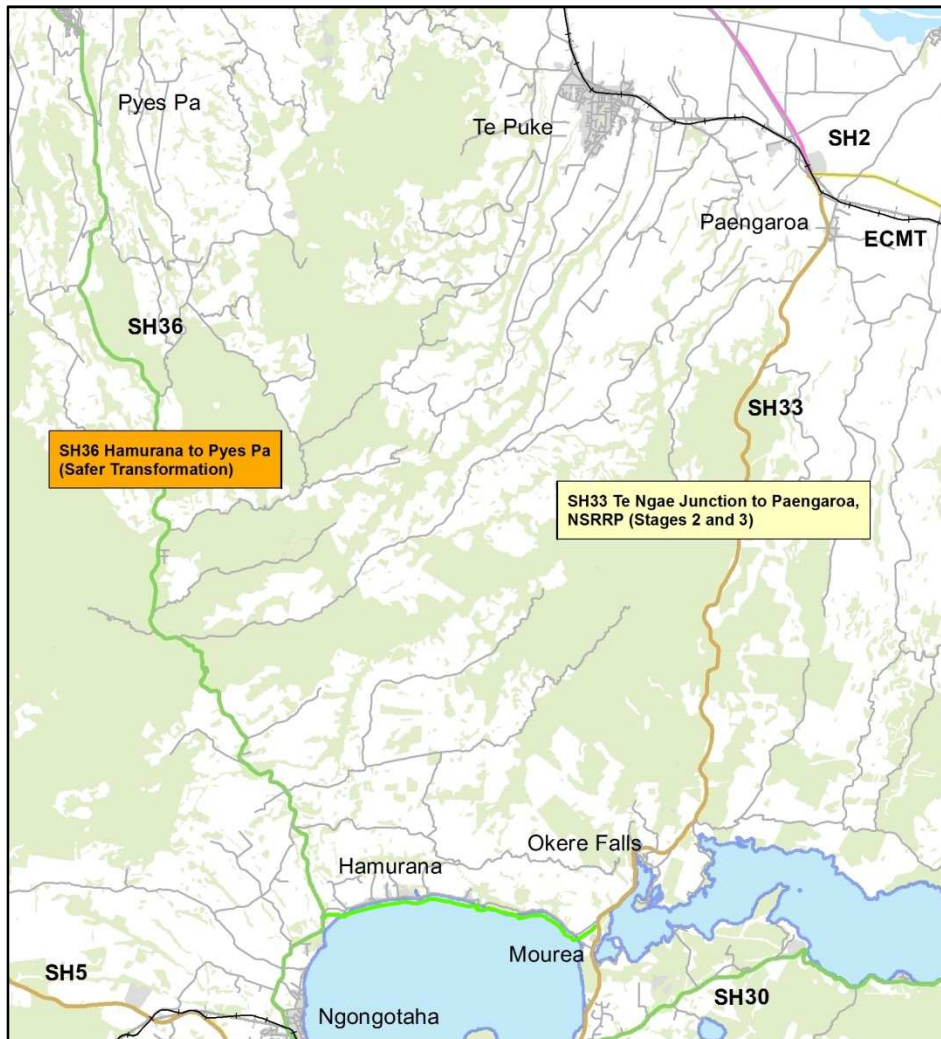 Pyes Pa
Te Puke
SH2
Paengaroa
ECMT
SH36
SH33
SH36 Hamurana to Pyes Pa
(Safer Transformation)
SH33 Te Ngae Junction to Paengaroa,
NSRRP (Stages 2 and 3)
Okere Falls
Hamurana
Mourea
SH5
SH30
Ngongotaha